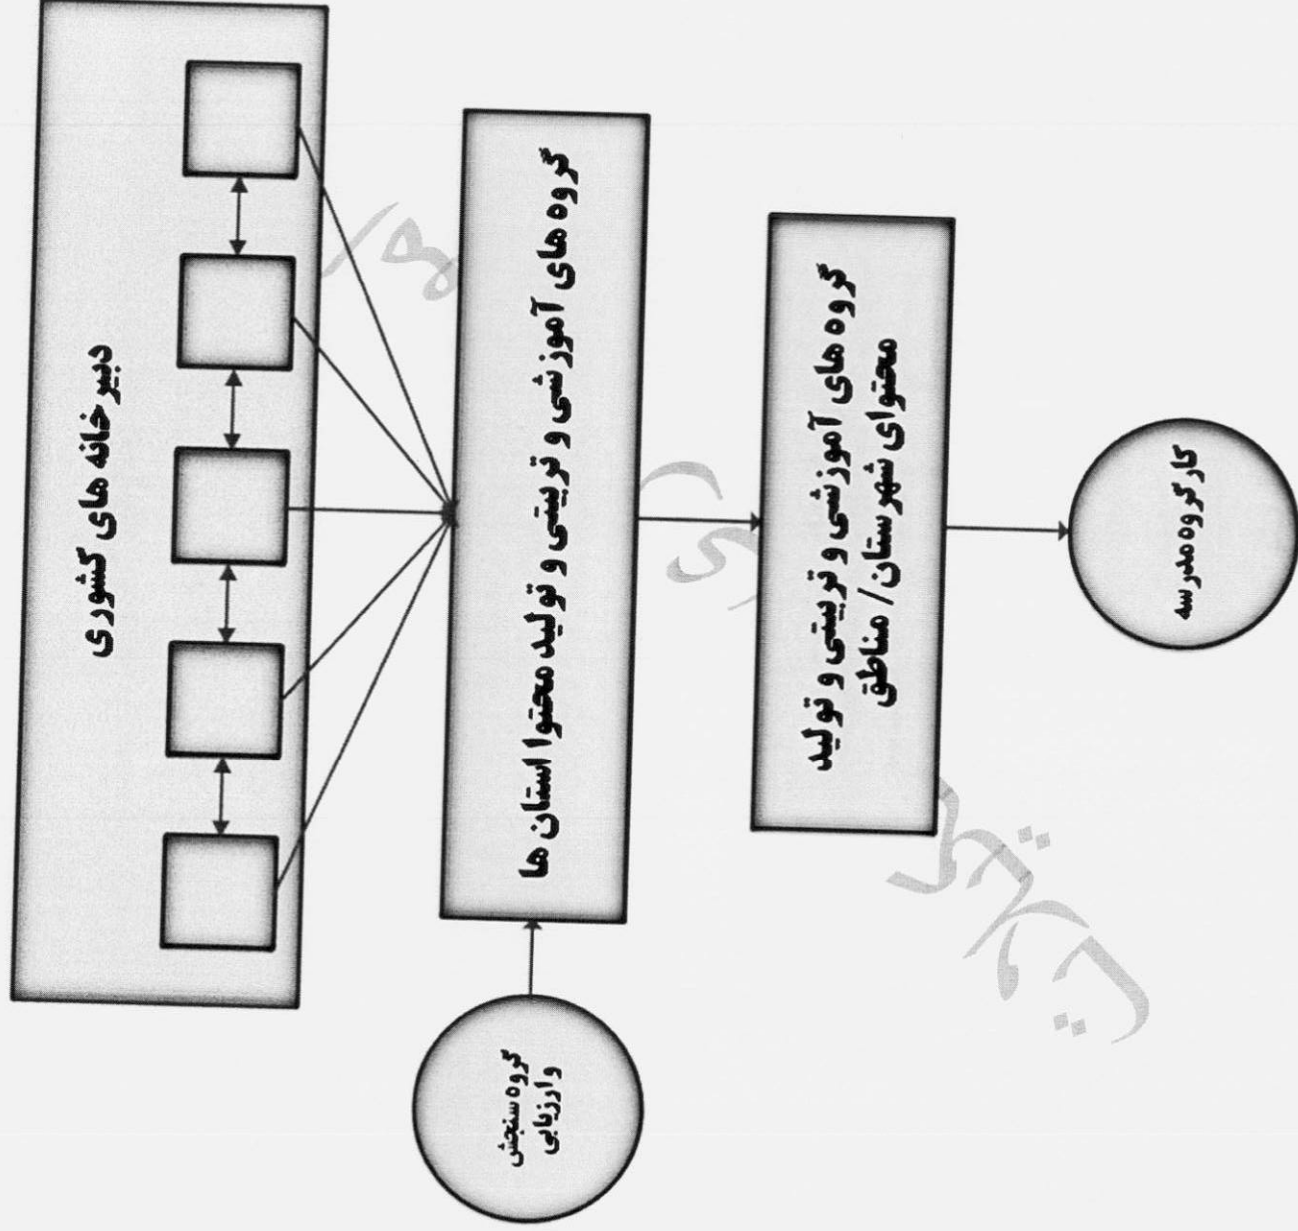 دبیرخانه های کشوری
گروه های آموزشی و تربیتی و تولید محتوا استان ها
گروه های آموزشی و تربیتی و تولید
محتوای شهرستان/ مناطق
کارگروه مدرسه
گروه سنجش
و ارزیابی